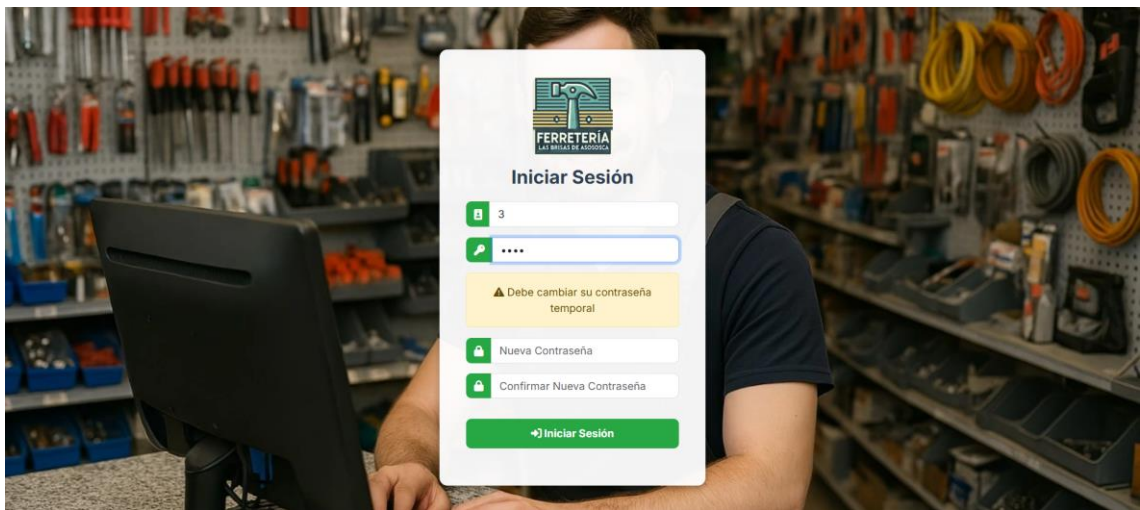 FERRETERÍA
LAS BRISAS DE ASOSOSCA
Iniciar Sesión
3
••••
Debe cambiar su contraseña
temporal
Nueva Contraseña
Confirmar Nueva Contraseña
Iniciar Sesión